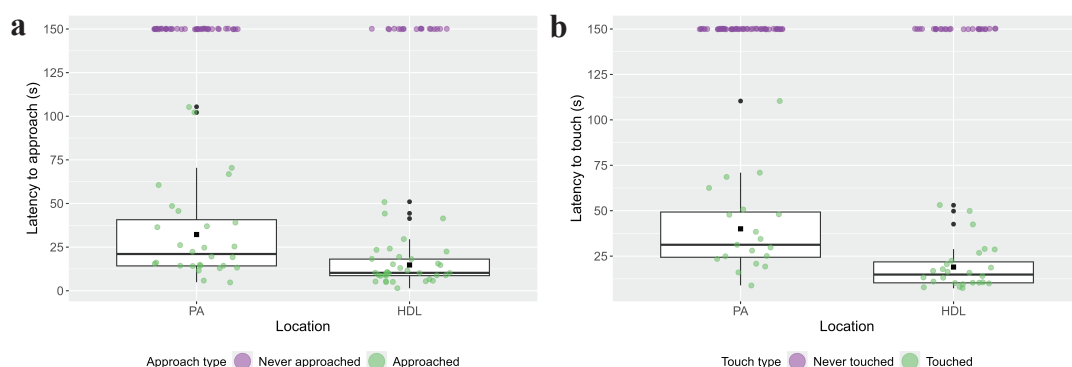 a
150
125
100
75
50
25
0
Latency to approach (s)
PA HDL
Location
Approach type Never approached Approached
b
150
125
100
75
50
25
Latency to touch (s)
PA HDL
Location
Touch type Never touched Touched